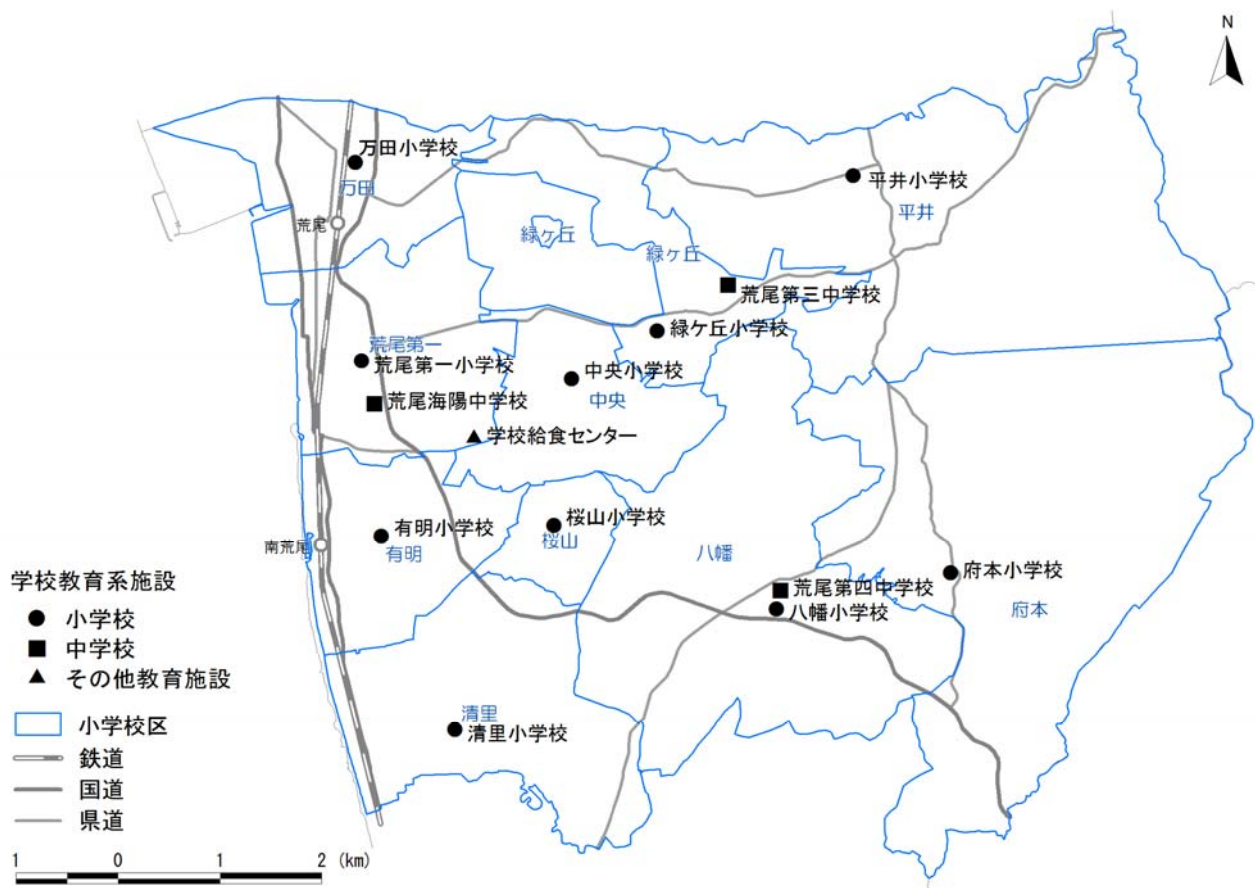 N
万田小学校
万田
荒尾
平井小学校
平井
緑ヶ丘
緑ヶ丘
荒尾第三中学校
緑ケ丘小学校
荒尾第一
荒尾第一小学校
中央小学校
中央
荒尾海陽中学校
学校給食センター
有明小学校
有明
桜山小学校
桜山
八幡
南荒尾
府本小学校
府本
荒尾第四中学校
八幡小学校
清里
清里小学校
学校教育系施設
小学校
中学校
その他教育施設
小学校区
鉄道
国道
県道
1 0 2 (km)